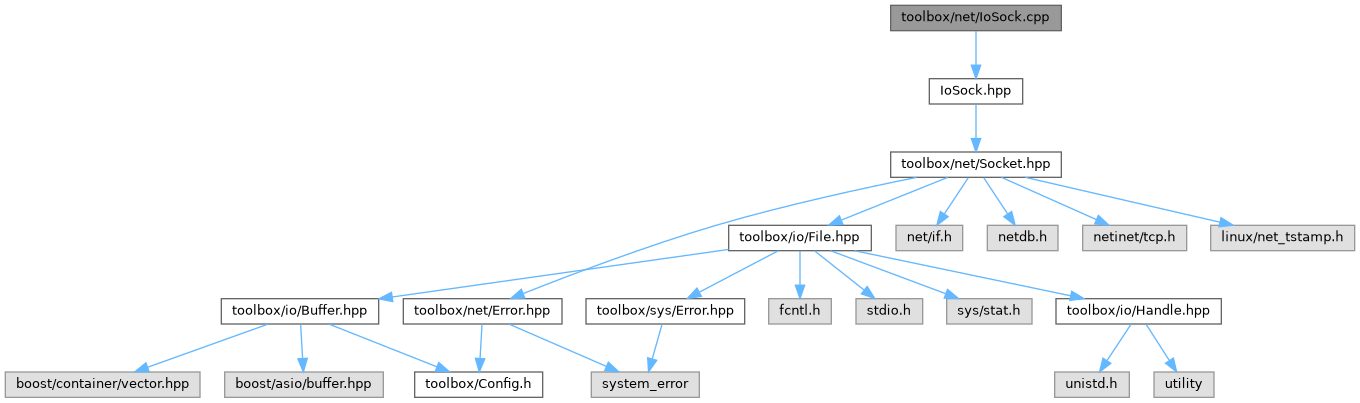 toolbox/net/IoSock.cpp
IoSock.hpp
toolbox/net/Socket.hpp
toolbox/io/File.hpp
net/if.h
netdb.h
netinet/tcp.h
linux/net_tstamp.h
toolbox/io/Buffer.hpp
toolbox/net/Error.hpp
toolbox/sys/Error.hpp
fcntl.h
stdio.h
sys/stat.h
toolbox/io/Handle.hpp
boost/container/vector.hpp
boost/asio/buffer.hpp
toolbox/Config.h
system_error
unistd.h
utility